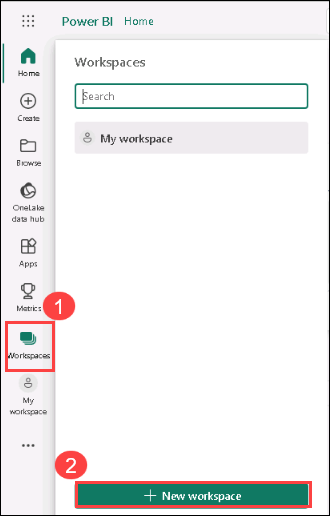 Power BI Home
Workspaces
Search
My workspace
Home
Create
Browse
OneLake
data hub
Apps
Metrics
1
Workspaces
My
workspace
2
New workspace